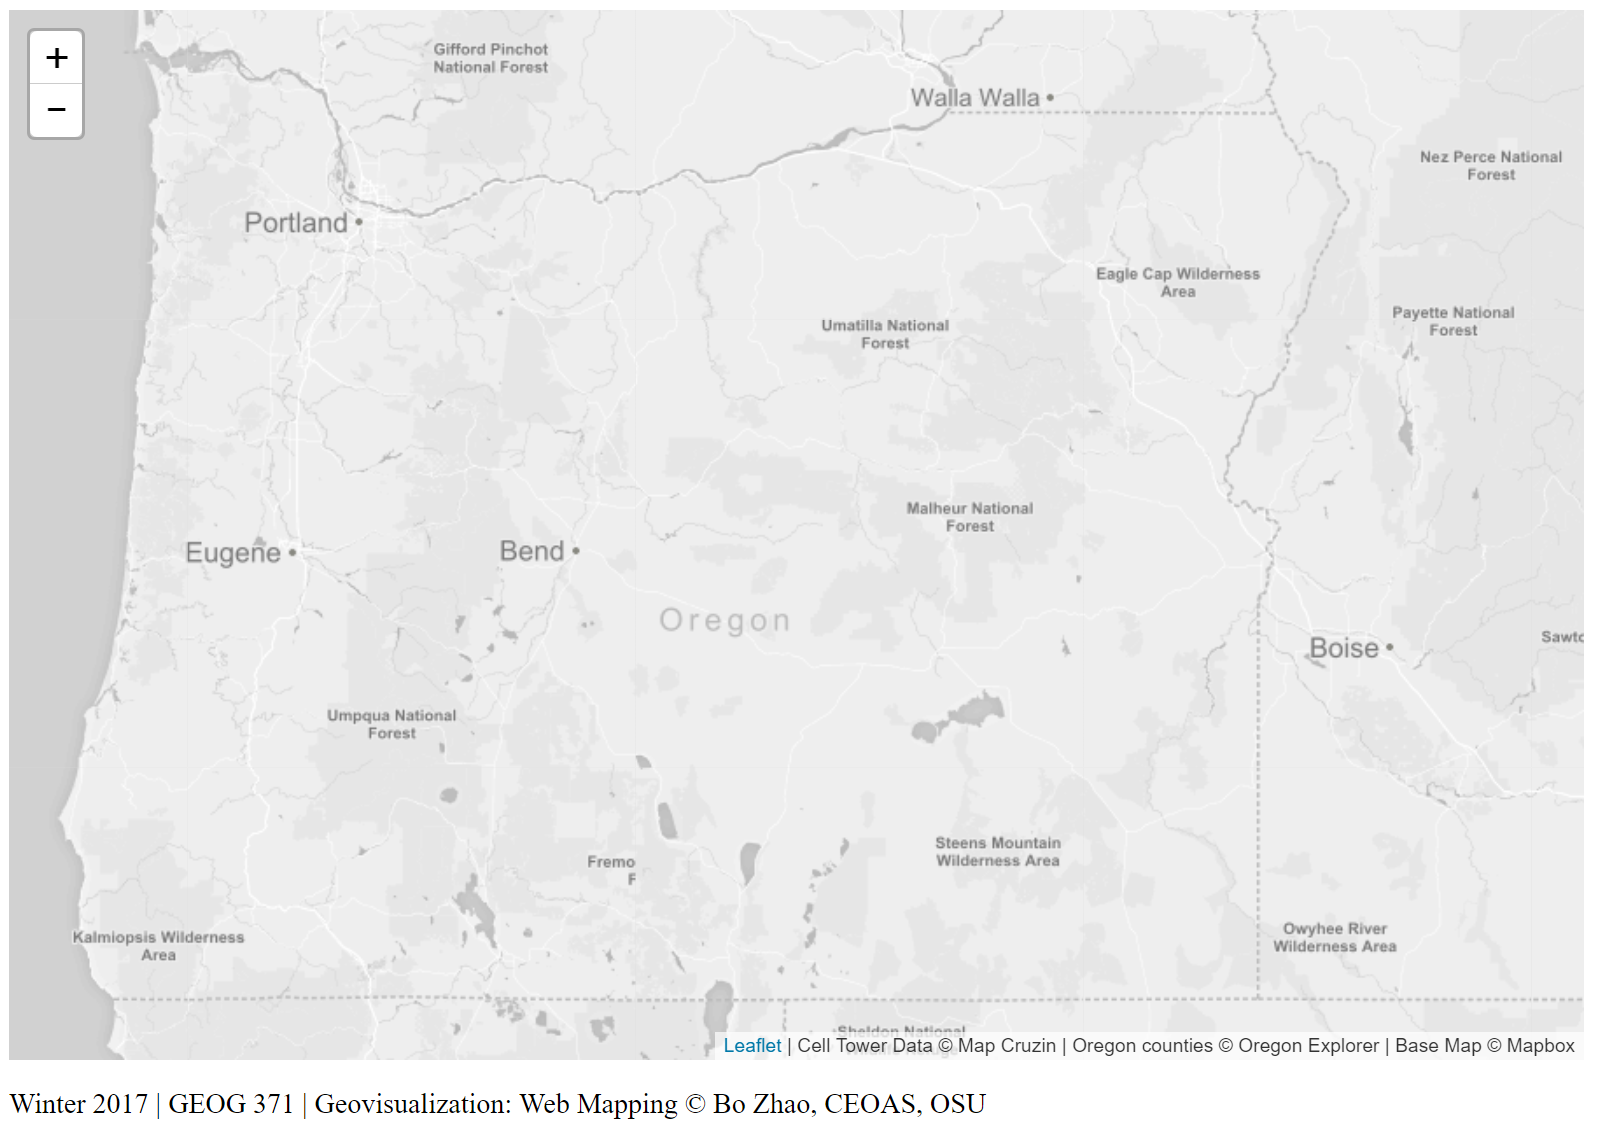 +
−
Gifford Pinchot
National Forest
Walla Walla
Nez Perce National
Forest
Portland
Eagle Cap Wilderness
Area
Payette National
Forest
Umatilla National
Forest
Malheur National
Forest
Eugene
Bend
Oregon
Boise
Sawto
Umpqua National
Forest
Steens Mountain
Wilderness Area
Fremo
F
Kalmiopsis Wilderness
Area
Owyhee River
Wilderness Area
Sheldon National
Leaflet | Cell Tower Data © Map Cruzin | Oregon counties © Oregon Explorer | Base Map © Mapbox
Winter 2017 | GEOG 371 | Geovisualization: Web Mapping © Bo Zhao, CEOAS, OSU